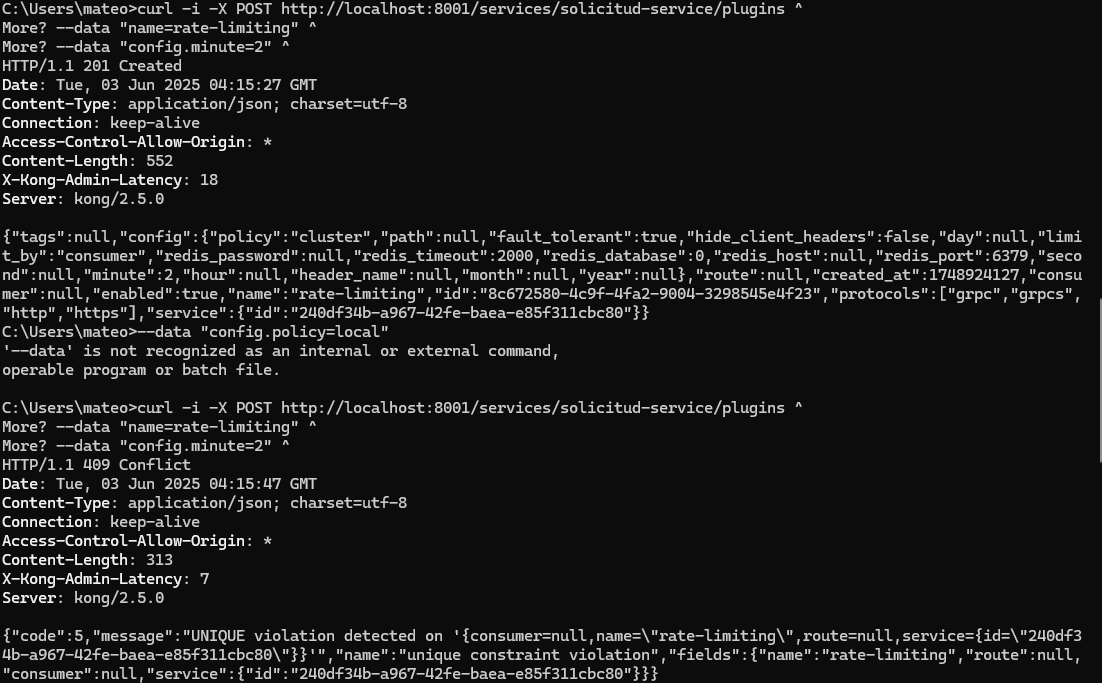 C:\Users\mateo>curl -i -X POST http://localhost:8001/services/solicitud-service/plugins ^
More? --data "name=rate-limiting" ^
More? --data "config.minute=2" ^
HTTP/1.1 201 Created
Date: Tue, 03 Jun 2025 04:15:27 GMT
Content-Type: application/json; charset=utf-8
Connection: keep-alive
Access-Control-Allow-Origin: *
Content-Length: 552
X-Kong-Admin-Latency: 18
Server: kong/2.5.0

{"tags":null,"config":{"policy":"cluster","path":null,"fault_tolerant":true,"hide_client_headers":false,"day":null,"limi
t_by":"consumer","redis_password":null,"redis_timeout":2000,"redis_database":0,"redis_host":null,"redis_port":6379,"seco
nd":null,"minute":2,"hour":null,"header_name":null,"month":null,"year":null},"route":null,"created_at":1748924127,"consu
mer":null,"enabled":true,"name":"rate-limiting","id":"8c672580-4c9f-4fa2-9004-3298545e4f23","protocols":["grpc","grpcs",
"http","https"],"service":{"id":"240df34b-a967-42fe-baea-e85f311cbc80"}}
C:\Users\mateo>--data "config.policy=local"
'--data' is not recognized as an internal or external command,
operable program or batch file.

C:\Users\mateo>curl -i -X POST http://localhost:8001/services/solicitud-service/plugins ^
More? --data "name=rate-limiting" ^
More? --data "config.minute=2" ^
HTTP/1.1 409 Conflict
Date: Tue, 03 Jun 2025 04:15:47 GMT
Content-Type: application/json; charset=utf-8
Connection: keep-alive
Access-Control-Allow-Origin: *
Content-Length: 313
X-Kong-Admin-Latency: 7
Server: kong/2.5.0

{"code":5,"message":"UNIQUE violation detected on '{consumer=null,name=\"rate-limiting\",route=null,service={id=\"240df3
4b-a967-42fe-baea-e85f311cbc80\"}}'","name":"unique constraint violation","fields":{"name":"rate-limiting","route":null,
"consumer":null,"service":{"id":"240df34b-a967-42fe-baea-e85f311cbc80"}}}